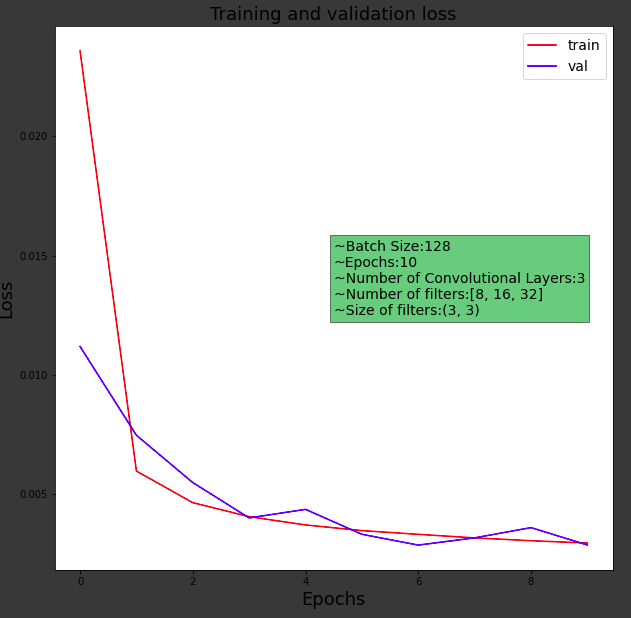 Training and validation loss
train
val
0.020
0.015
0.010
0.005
Loss
~Batch Size:128
~Epochs:10
~Number of Convolutional Layers:3
~Number of filters:[8, 16, 32]
~Size of filters:(3, 3)
0 2 4 6 8
Epochs